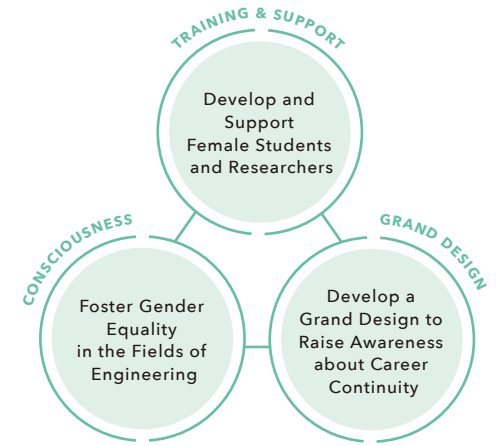 TRAINING & SUPPORT
Develop and
Support
Female Students
and Researchers
CONSCIOUSNESS
Foster Gender
Equality
in the Fields of
Engineering
GRAND DESIGN
Develop a
Grand Design to
Raise Awareness
about Career
Continuity